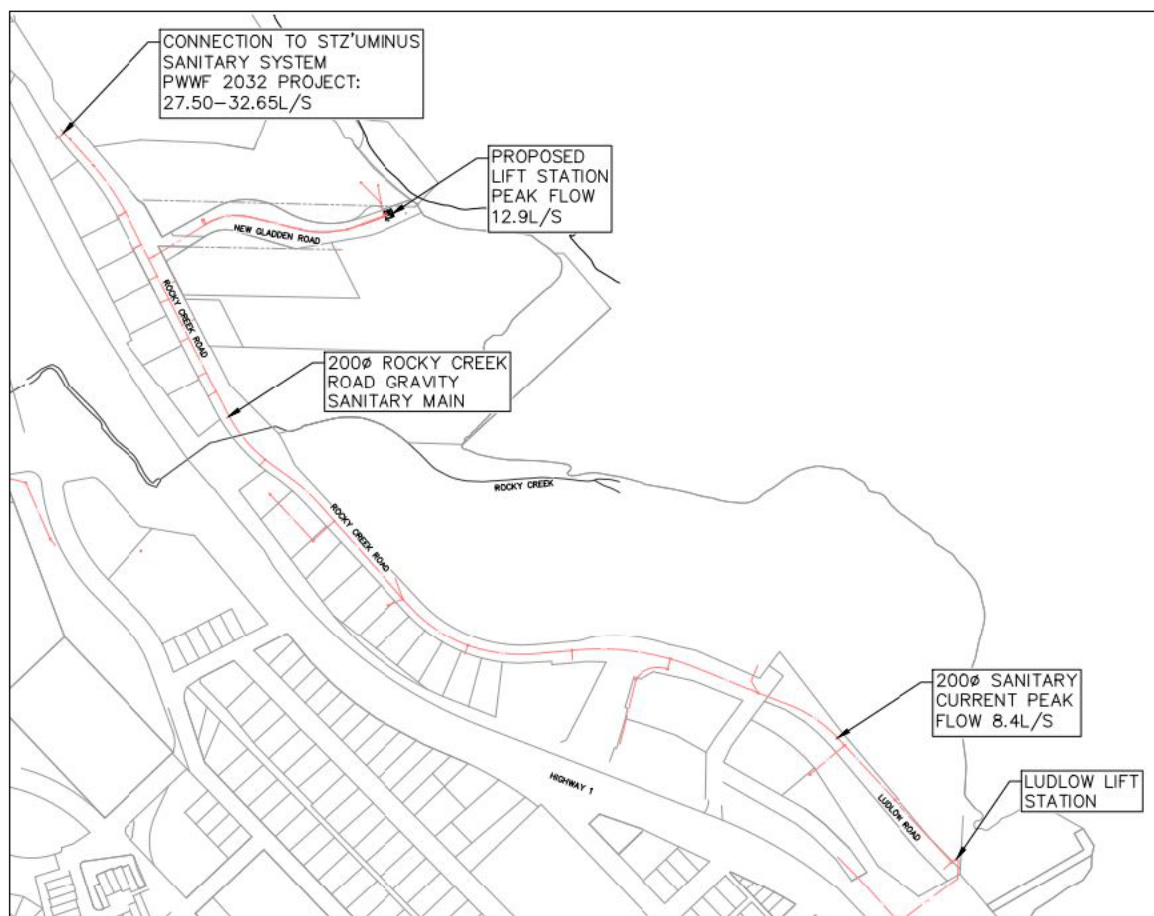 CONNECTION TO STZ'UMINUS
SANITARY SYSTEM
PWWF 2032 PROJECT:
27.50-32.65L/S
PROPOSED
LIFT STATION
PEAK FLOW
12.9L/S
NEW GLADDEN ROAD
ROCKY CREEK ROAD
200ø ROCKY CREEK
ROAD GRAVITY
SANITARY MAIN
ROCKY CREEK
ROCKY CREEK ROAD
200ø SANITARY
CURRENT PEAK
FLOW 8.4L/S
HIGHWAY 1
LUDLOW ROAD
LUDLOW LIFT
STATION